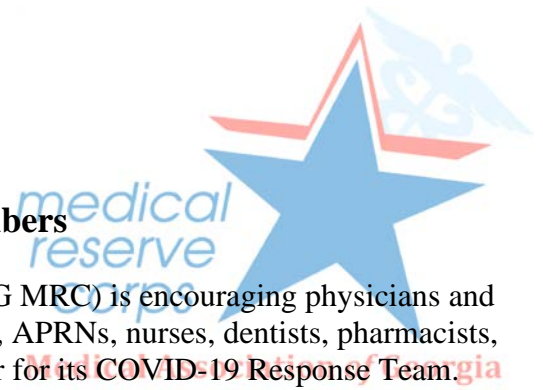 medical
bers
reserve
corps
G MRC) is encouraging physicians and
, APRNs, nurses, dentists, pharmacists,
Medical Association of Georgia
r for its COVID-19 Response Team.